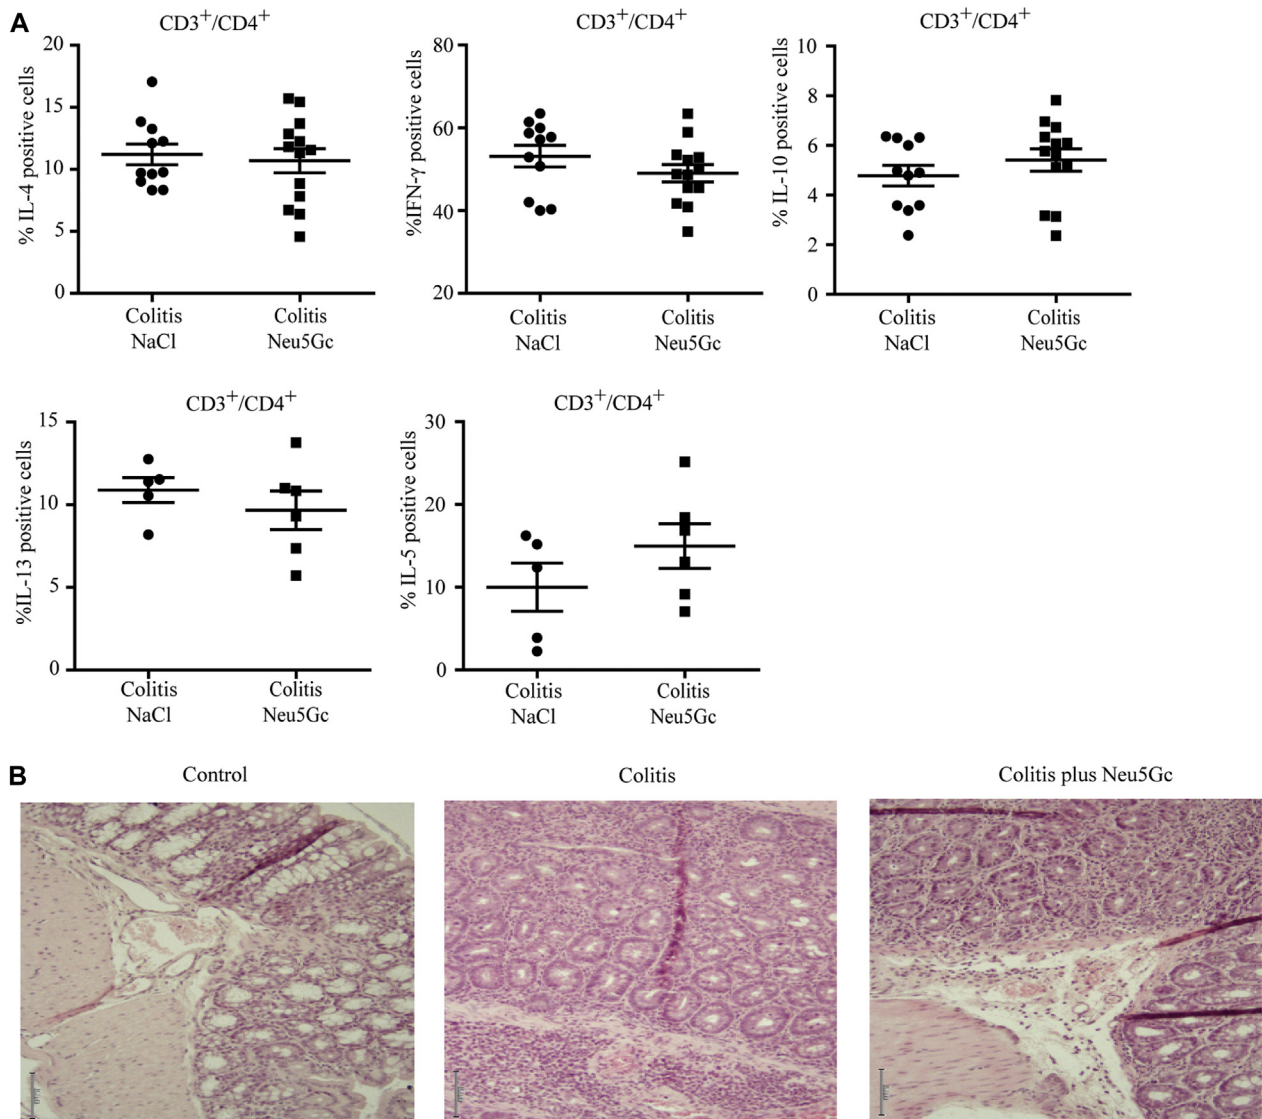 A
CD3+/CD4+
% IL-4 positive cells
20
15
10
5
0
Colitis
NaCl
Colitis
Neu5Gc
CD3+/CD4+
%IFN-γ positive cells
80
60
40
20
Colitis
NaCl
Colitis
Neu5Gc
CD3+/CD4+
% IL-10 positive cells
10
8
6
4
2
0
Colitis
NaCl
Colitis
Neu5Gc
CD3+/CD4+
%IL-13 positive cells
15
10
5
0
Colitis
NaCl
Colitis
Neu5Gc
CD3+/CD4+
% IL-5 positive cells
30
20
10
0
Colitis
NaCl
Colitis
Neu5Gc
B
Control
Colitis
Colitis plus Neu5Gc